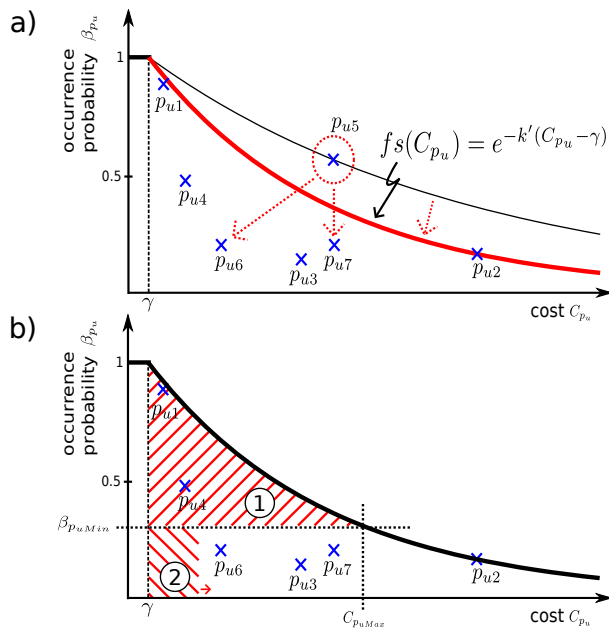 a)
occurrence
probability β_{p_u}
1
p_{u1}
p_{u5}
fs(C_{p_u}) = e^{-k'(C_{p_u}-γ)}
0.5
p_{u4}
p_{u6}
p_{u3}
p_{u7}
p_{u2}
γ
cost C_{p_u}
b)
occurrence
probability β_{p_u}
1
p_{u1}
0.5
p_{u4}
1
β_{p_{uMin}}
2
p_{u6}
p_{u3}
p_{u7}
p_{u2}
γ
C_{p_{uMax}}
cost C_{p_u}